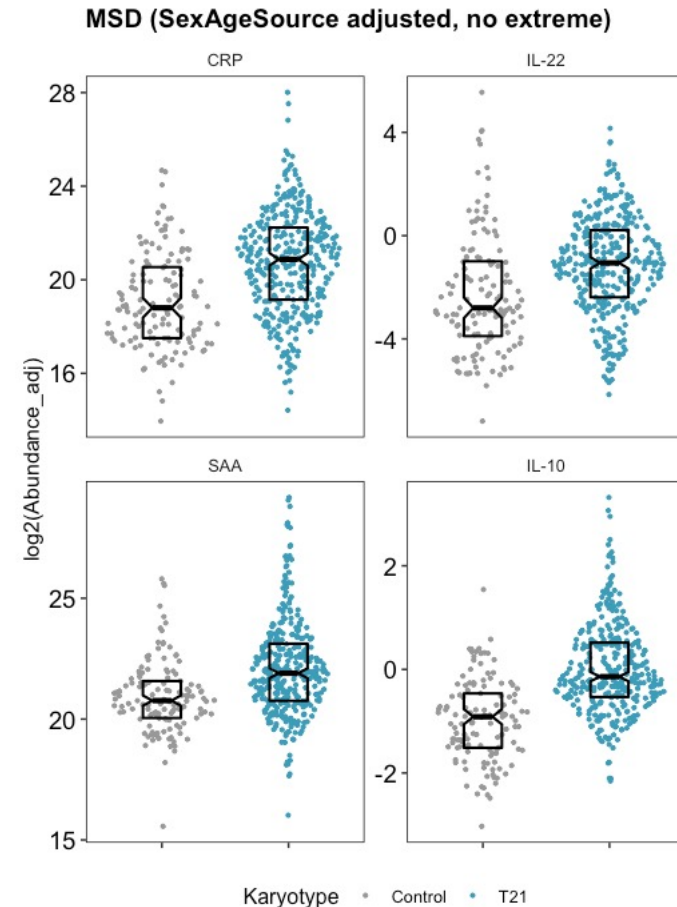 MSD (SexAgeSource adjusted, no extreme)
CRP
IL-22
28
24
20
16
4
0
-4
log2(Abundance_adj)
SAA
IL-10
25
20
15
2
0
-2
Karyotype Control T21